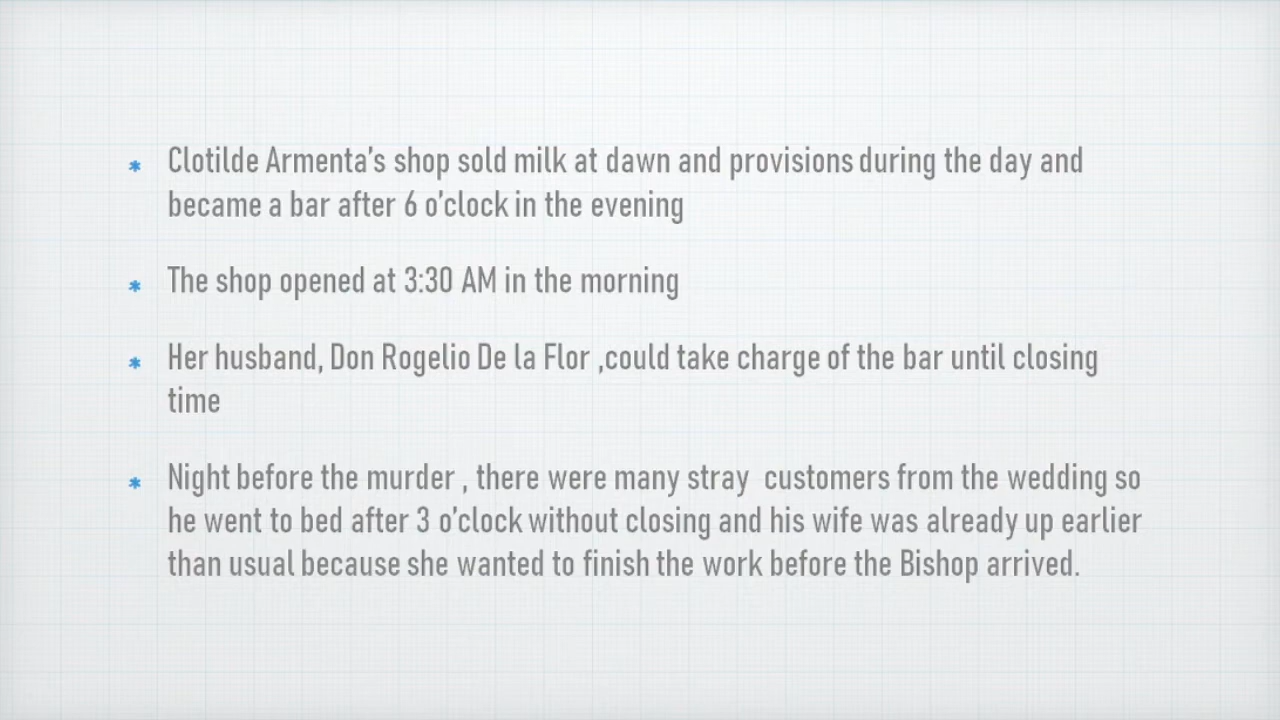 * Clotilde Armenta's shop sold milk at dawn and provisions during the day and
became a bar after 6 o'clock in the evening
* The shop opened at 3:30 AM in the morning
* Her husband, Don Rogelio De la Flor ,could take charge of the bar until closing
time
* Night before the murder , there were many stray  customers from the wedding so
he went to bed after 3 o'clock without closing and his wife was already up earlier
than usual because she wanted to finish the work before the Bishop arrived.